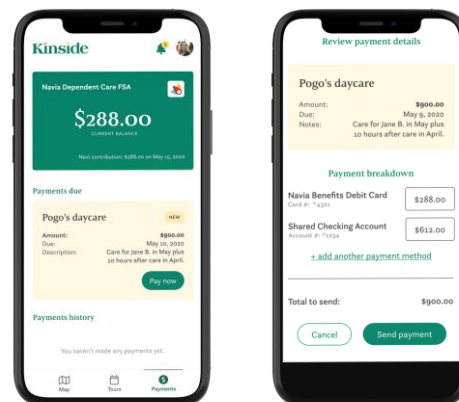 Kinside
Navia Dependent Care FSA
$288.00
CURRENT BALANCE
Next contribution: $288.00 on May 15, 2020
Payments due
Pogo's daycare
NEW
Amount: $900.00
Due: May 10, 2020
Description: Care for Jane B. in May plus
10 hours after care in April.
Pay now
Payments history
You haven't made any payments yet.
Map
Tours
Payments
Review payment details
Pogo's daycare
Amount: $900.00
Due: May 9, 2020
Notes: Care for Jane B. in May plus
10 hours after care in April.
Payment breakdown
Navia Benefits Debit Card
Card #: *4321
$288.00
Shared Checking Account
Account #: *1234
$612.00
+ add another payment method
Total to send: $900.00
Cancel
Send payment